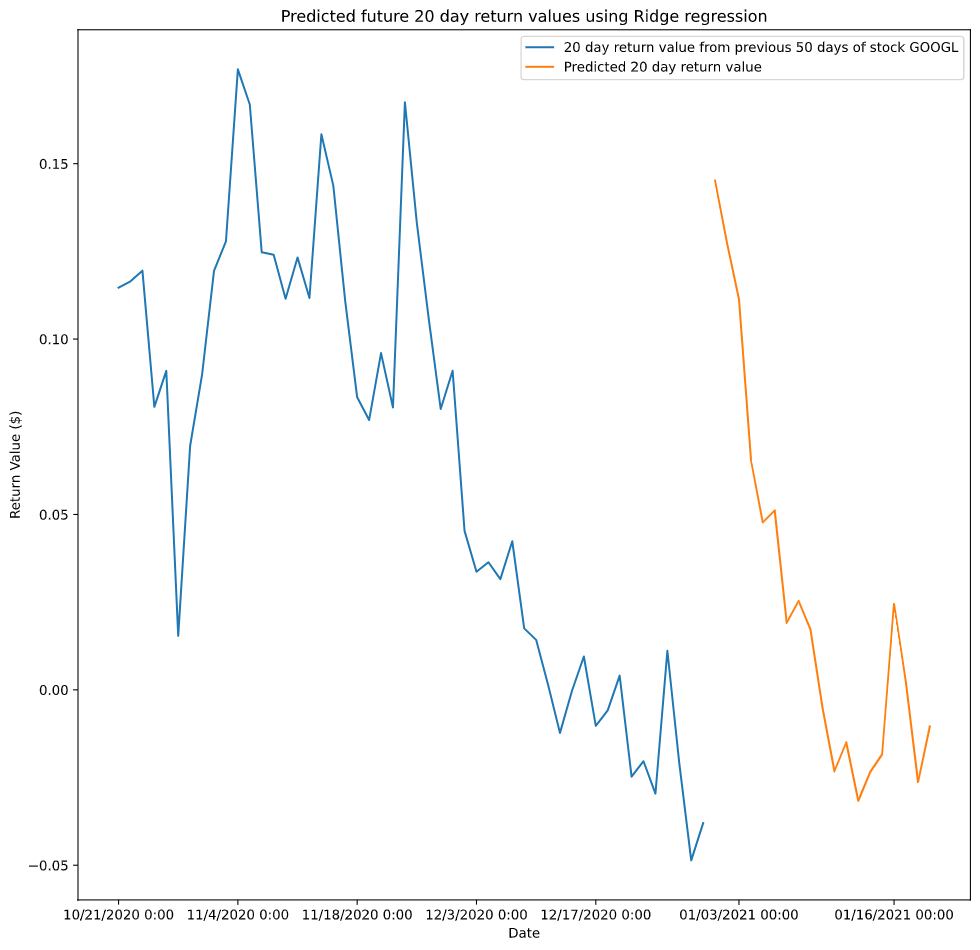 Predicted future 20 day return values using Ridge regression
20 day return value from previous 50 days of stock GOOGL
Predicted 20 day return value
Return Value ($)
0.15
0.10
0.05
0.00
−0.05
10/21/2020 0:00 11/4/2020 0:00 11/18/2020 0:00 12/3/2020 0:00 12/17/2020 0:00 01/03/2021 00:00 01/16/2021 00:00
Date